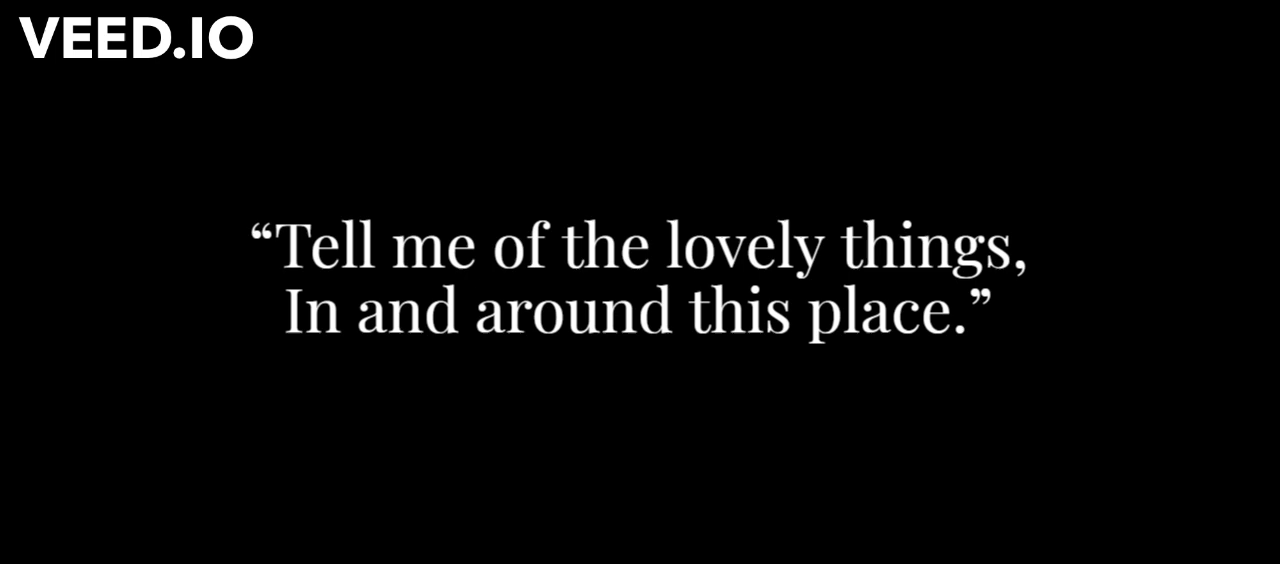 VEED.IO
“Tell me of the lovely things,
In and around this place.”